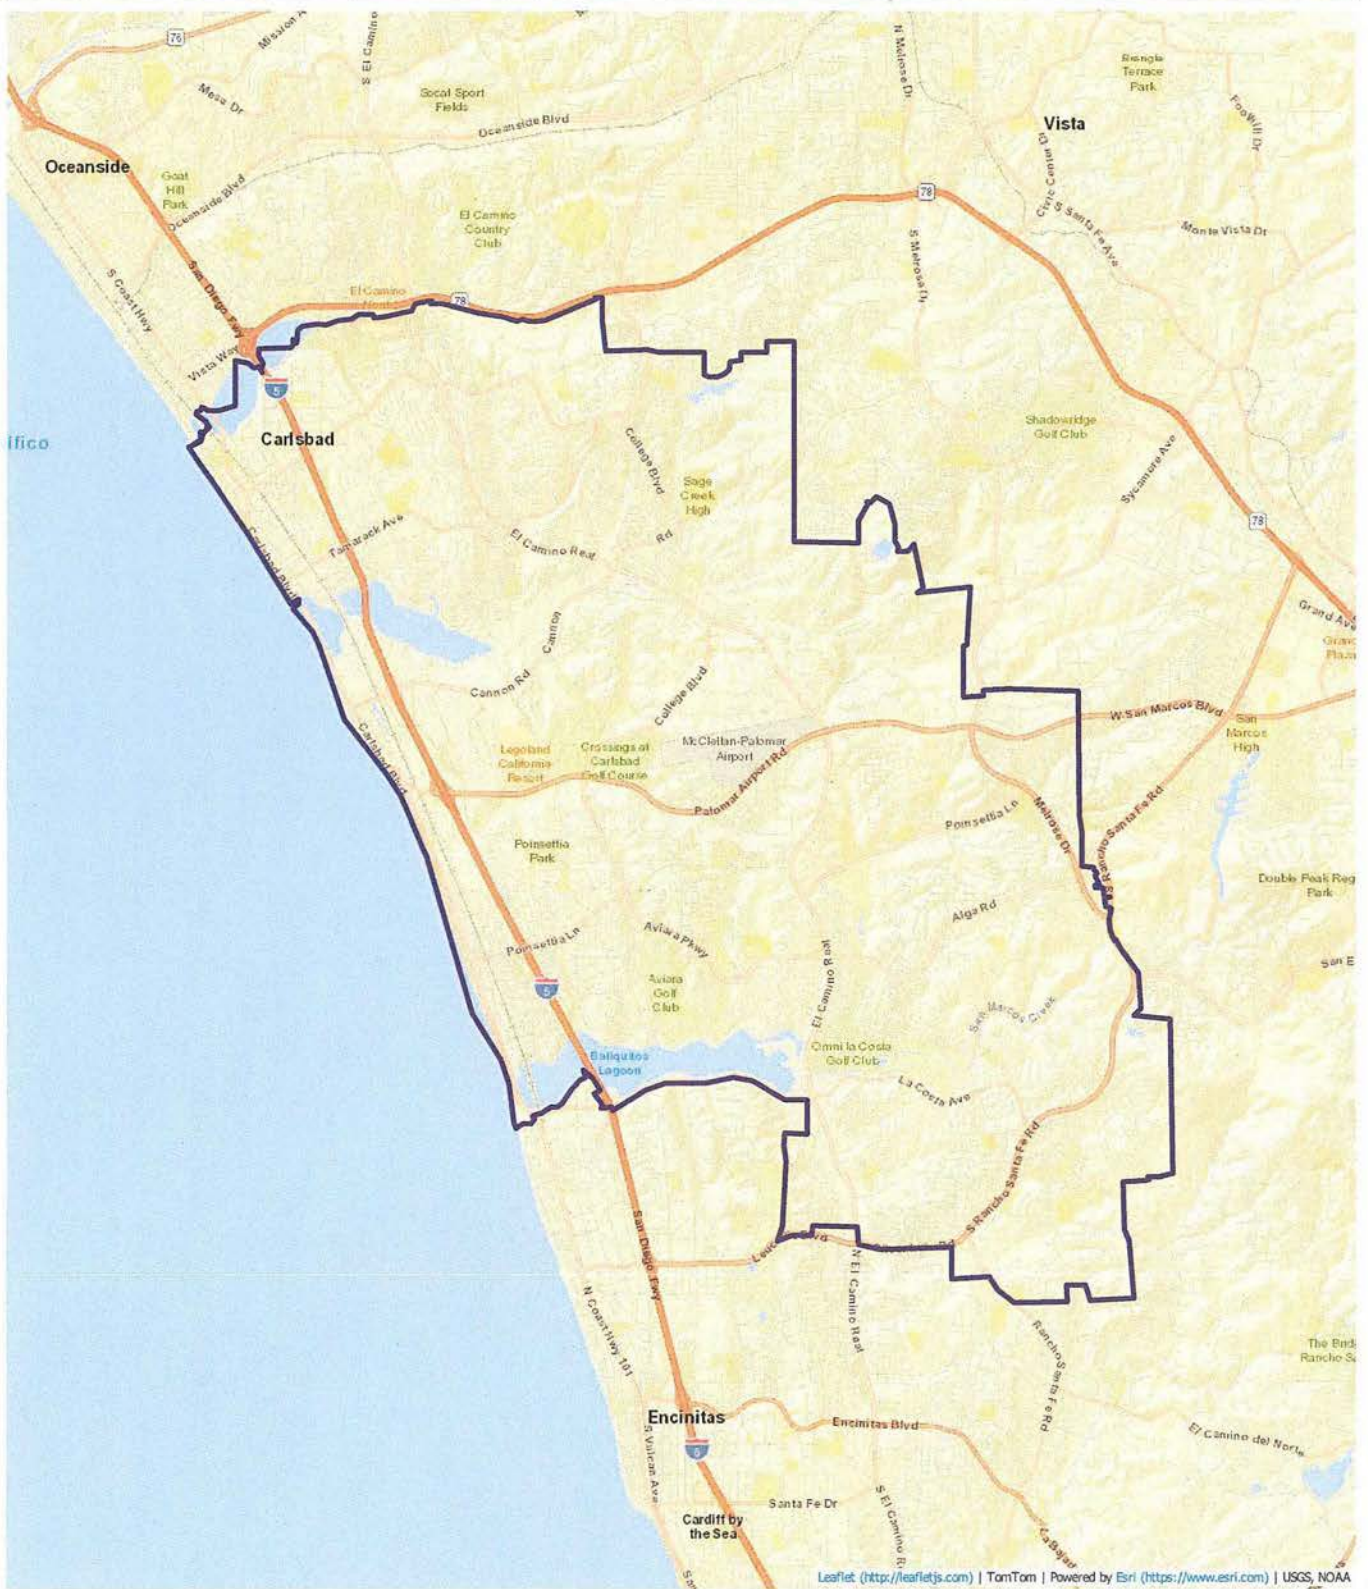 76
Mission A
S El Camino
N Melrose Dr
Brengle
Terrace
Park
Mesa Dr
Socal Sport
Fields
Oceanside Blvd
Vista
Foothill Dr
Oceanside
Goat
Hill
Park
Oceanside Blvd
El Camino
Country
Club
78
Civic Center Dr
S Santa Fe Ave
Monte Vista Dr
S Melrose Dr
S Coast Hwy
San Diego Fwy
El Camino
78
Vista Way
5
Carlsbad
ífico
Shadowridge
Golf Club
Sycamore Ave
College Blvd
Sage
Creek
High
78
Tamarack Ave
El Camino Real
Rd
Carlsbad Blvd
Grand Ave
Cannon
Cannon Rd
College Blvd
W San Marcos Blvd
San
Marcos
High
Carlsbad Blvd
Legoland
California
Resort
Crossings at
Carlsbad
Golf Course
McClellan-Palomar
Airport
Palomar Airport Rd
Poinsettia Ln
Melrose Dr
Rancho Santa Fe Rd
Poinsettia
Park
Double Peak Reg
Park
Alga Rd
Poinsettia Ln
Aviara Pkwy
El Camino Real
San E
5
Aviara
Golf
Club
San Marcos Creek
Batiquitos
Lagoon
Omni la Costa
Golf Club
La Costa Ave
S Rancho Santa Fe Rd
San Diego Fwy
Leuc
Blvd
N El Camino Real
N Coast Hwy 101
Rancho Santa Fe Rd
The Brid
Rancho Sa
Encinitas
Encinitas Blvd
El Camino del Norte
5
S Vulcan Ave
Santa Fe Dr
S El Camino R
Cardiff by
the Sea
La Bajad
Leaflet (http://leafletjs.com) | TomTom | Powered by Esri (https://www.esri.com) | USGS, NOAA